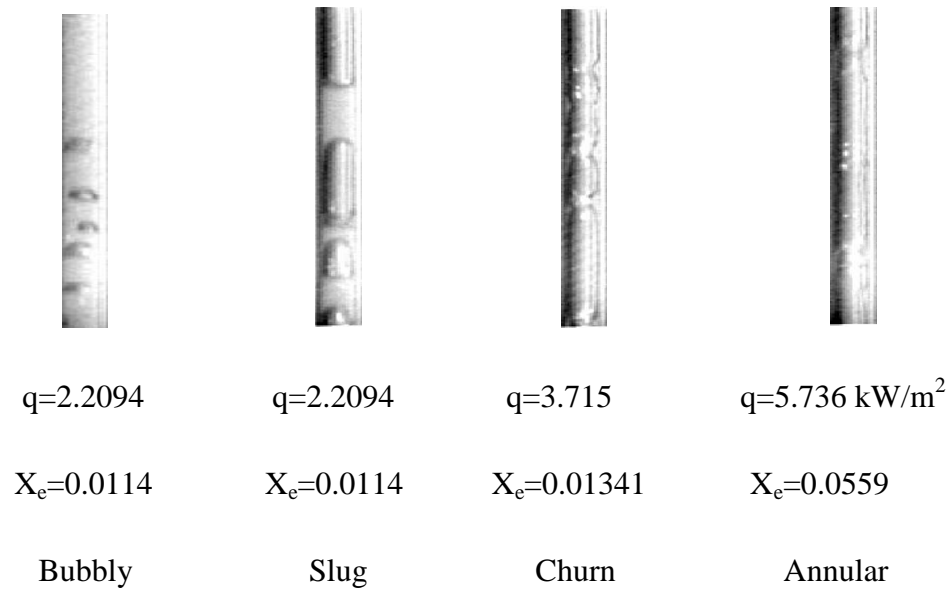 q=2.2094 q=2.2094 q=3.715 q=5.736 kW/m²
Xₑ=0.0114 Xₑ=0.0114 Xₑ=0.01341 Xₑ=0.0559
Bubbly Slug Churn Annular